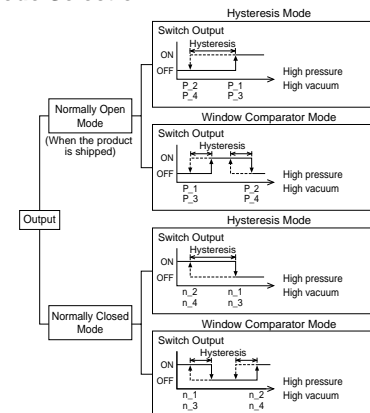 Hysteresis Mode
Switch Output
Hysteresis
ON
OFF
P_2 P_1
P_4 P_3
High pressure
High vacuum
Normally Open
Mode
(When the product
is shipped)
Window Comparator Mode
Switch Output
Hysteresis
ON
OFF
P_1 P_2
P_3 P_4
High pressure
High vacuum
Output
Hysteresis Mode
Switch Output
Hysteresis
ON
OFF
n_2 n_1
n_4 n_3
High pressure
High vacuum
Normally Closed
Mode
Window Comparator Mode
Switch Output
Hysteresis
ON
OFF
n_1 n_2
n_3 n_4
High pressure
High vacuum